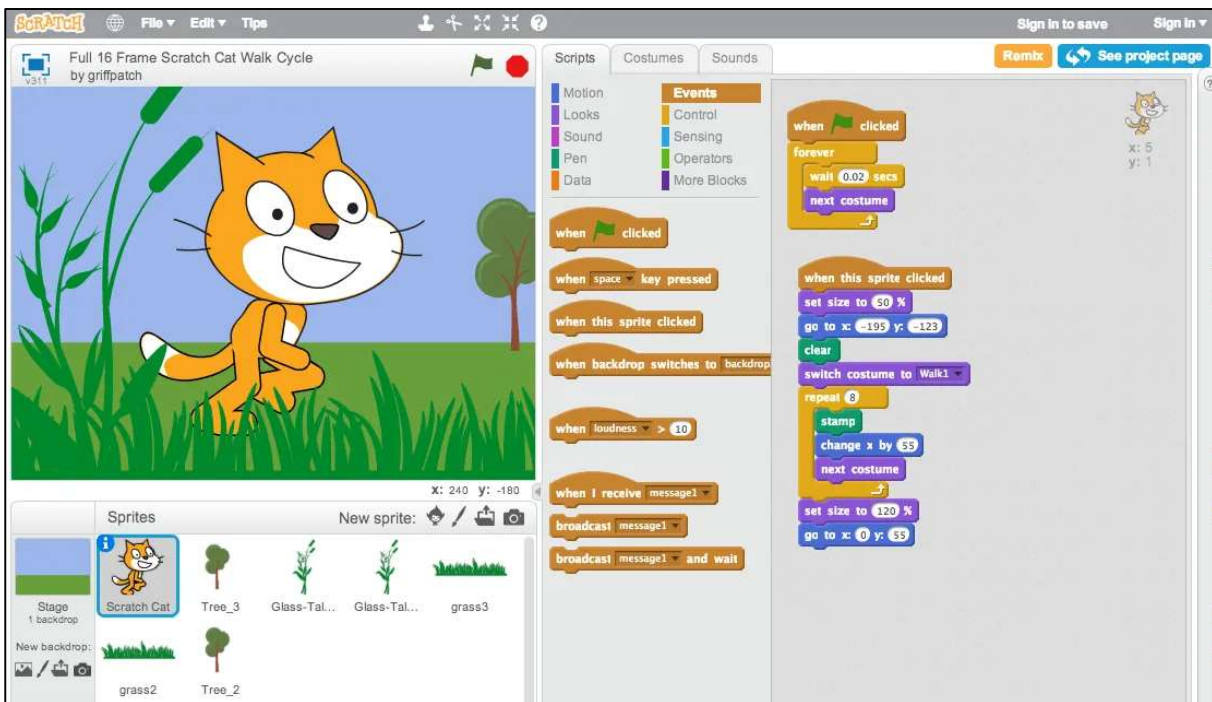 SCRATCH File Edit Tips Sign in to save Sign in
v311
Full 16 Frame Scratch Cat Walk Cycle
by griffpatch
Scripts Costumes Sounds
Remix See project page
?
Motion Events
Looks Control
Sound Sensing
Pen Operators
Data More Blocks
when clicked
when space key pressed
when this sprite clicked
when backdrop switches to backdrop
when loudness > 10
when I receive message1
broadcast message1
broadcast message1 and wait
when clicked
forever
wait 0.02 secs
next costume
when this sprite clicked
set size to 50 %
go to x: -195 y: -123
clear
switch costume to Walk1
repeat 8
stamp
change x by 55
next costume
set size to 120 %
go to x: 0 y: 55
x: 5
y: 1
x: 240 y: -180
Sprites New sprite:
Stage
1 backdrop
New backdrop:
Scratch Cat Tree_3 Glass-Tal... Glass-Tal... grass3
grass2 Tree_2